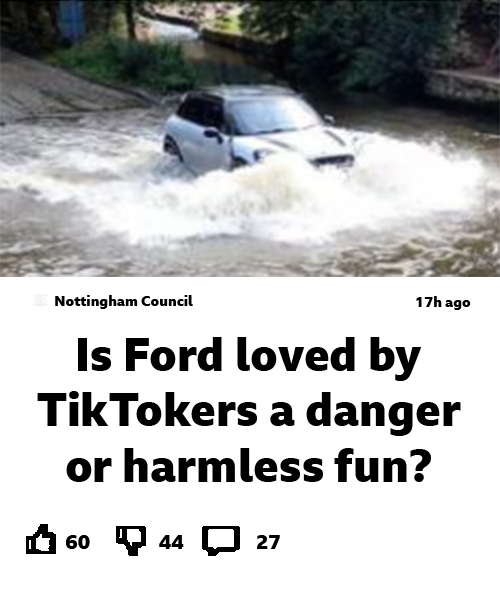 Nottingham Council
17h ago
Is Ford loved by
TikTokers a danger
or harmless fun?
60 44 27